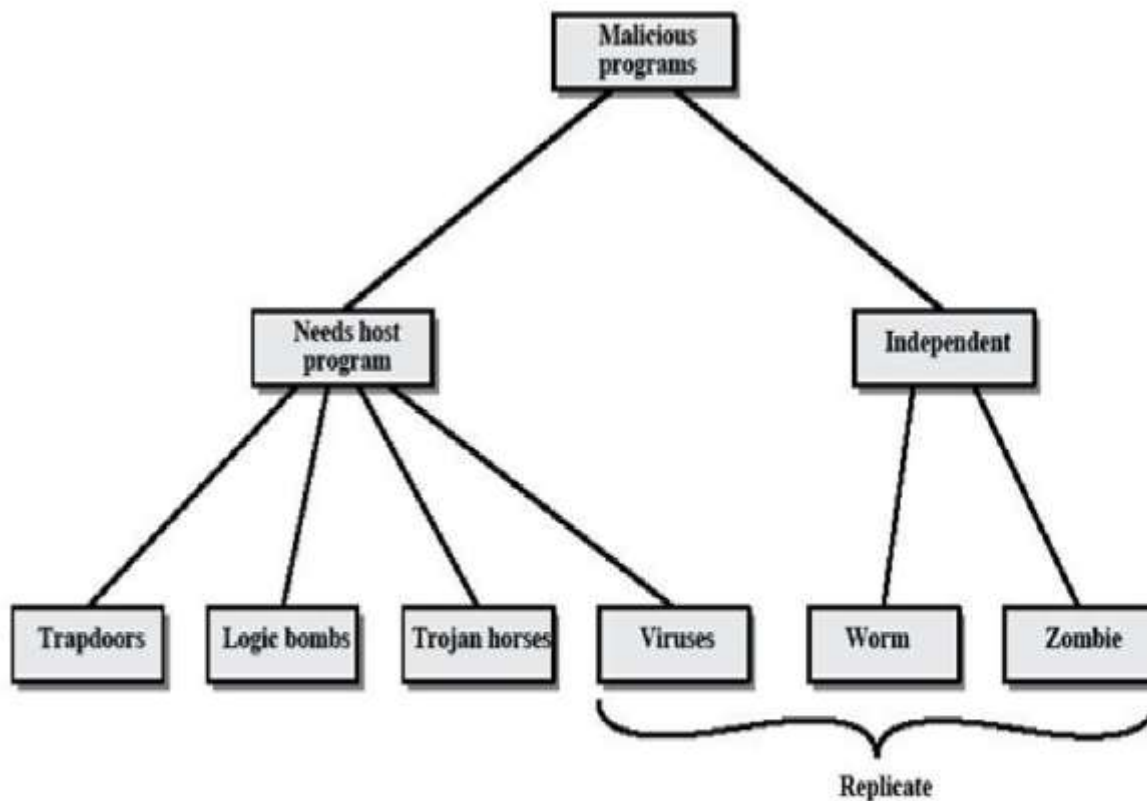 Malicious
programs
Needs host
program
Independent
Trapdoors
Logic bombs
Trojan horses
Viruses
Worm
Zombie
Replicate